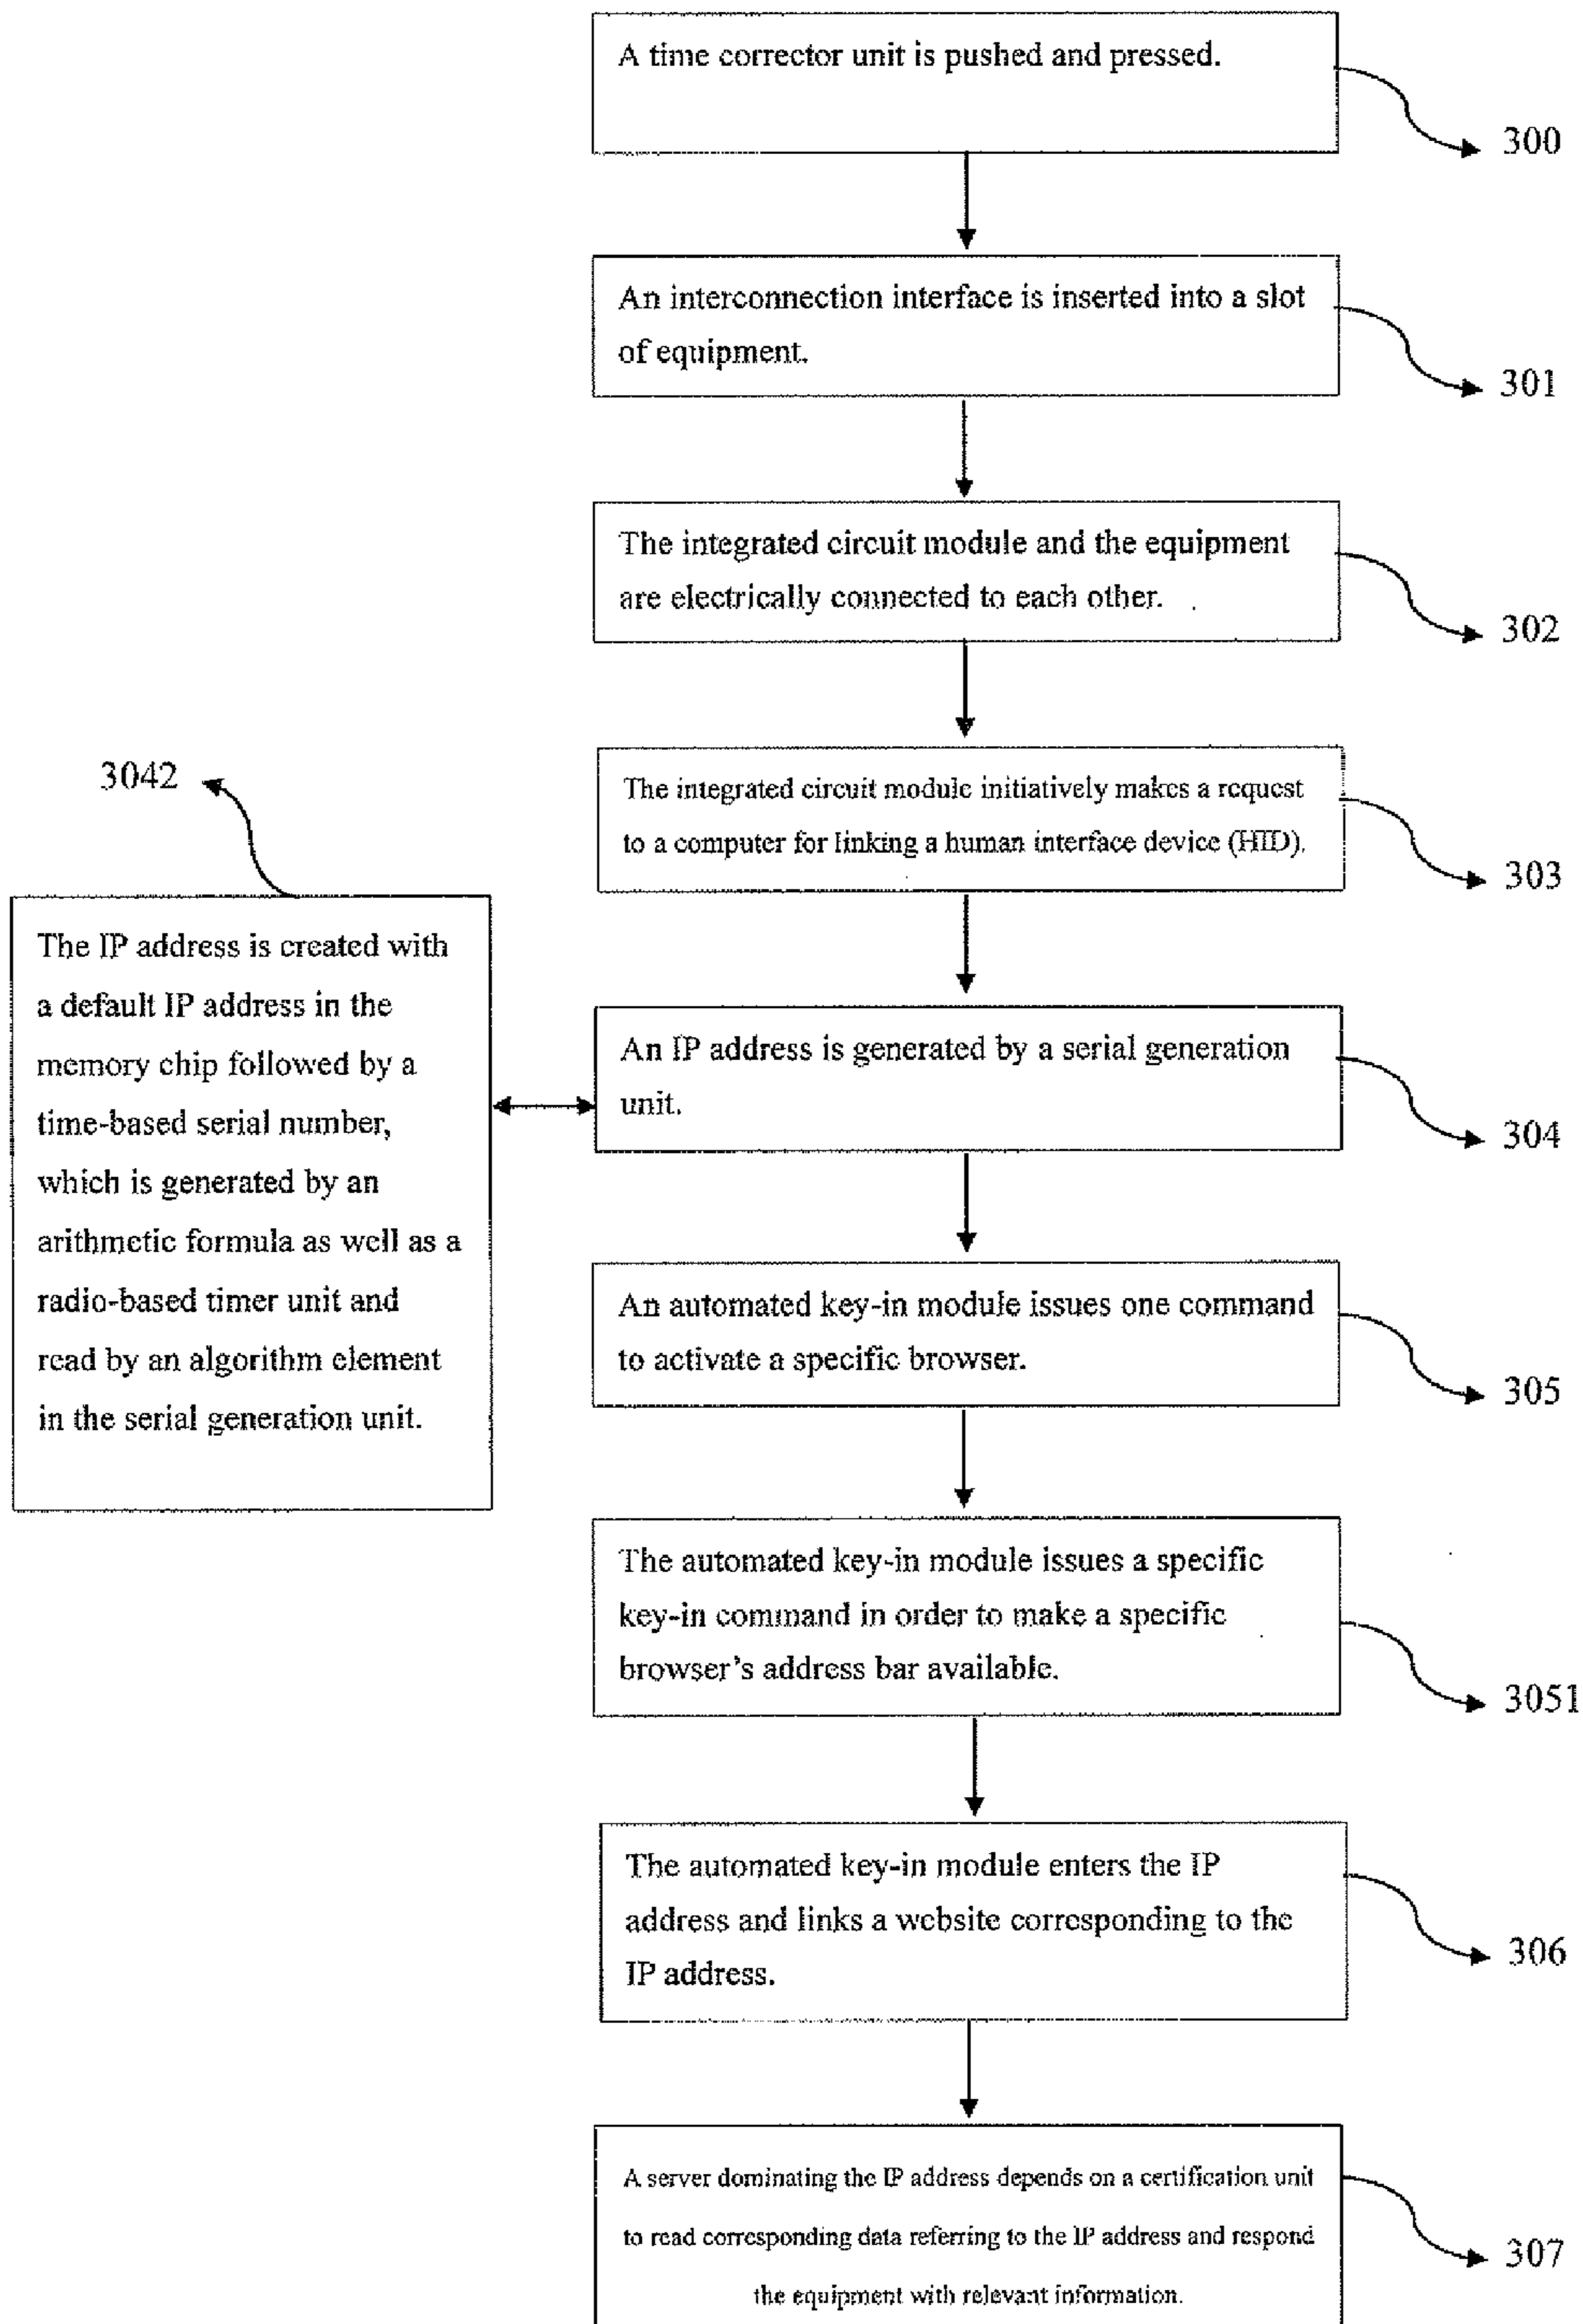 A time corrector unit is pushed and pressed.
300
An interconnection interface is inserted into a slot
of equipment.
301
The integrated circuit module and the equipment
are electrically connected to each other.
302
The integrated circuit module initiatively makes a request
to a computer for linking a human interface device (HID).
303
3042
The IP address is created with
a default IP address in the
memory chip followed by a
time-based serial number,
which is generated by an
arithmetic formula as well as a
radio-based timer unit and
read by an algorithm element
in the serial generation unit.
An IP address is generated by a serial generation
unit.
304
An automated key-in module issues one command
to activate a specific browser.
305
The automated key-in module issues a specific
key-in command in order to make a specific
browser's address bar available.
3051
The automated key-in module enters the IP
address and links a website corresponding to the
IP address.
306
A server dominating the IP address depends on a certification unit
to read corresponding data referring to the IP address and respond
the equipment with relevant information.
307